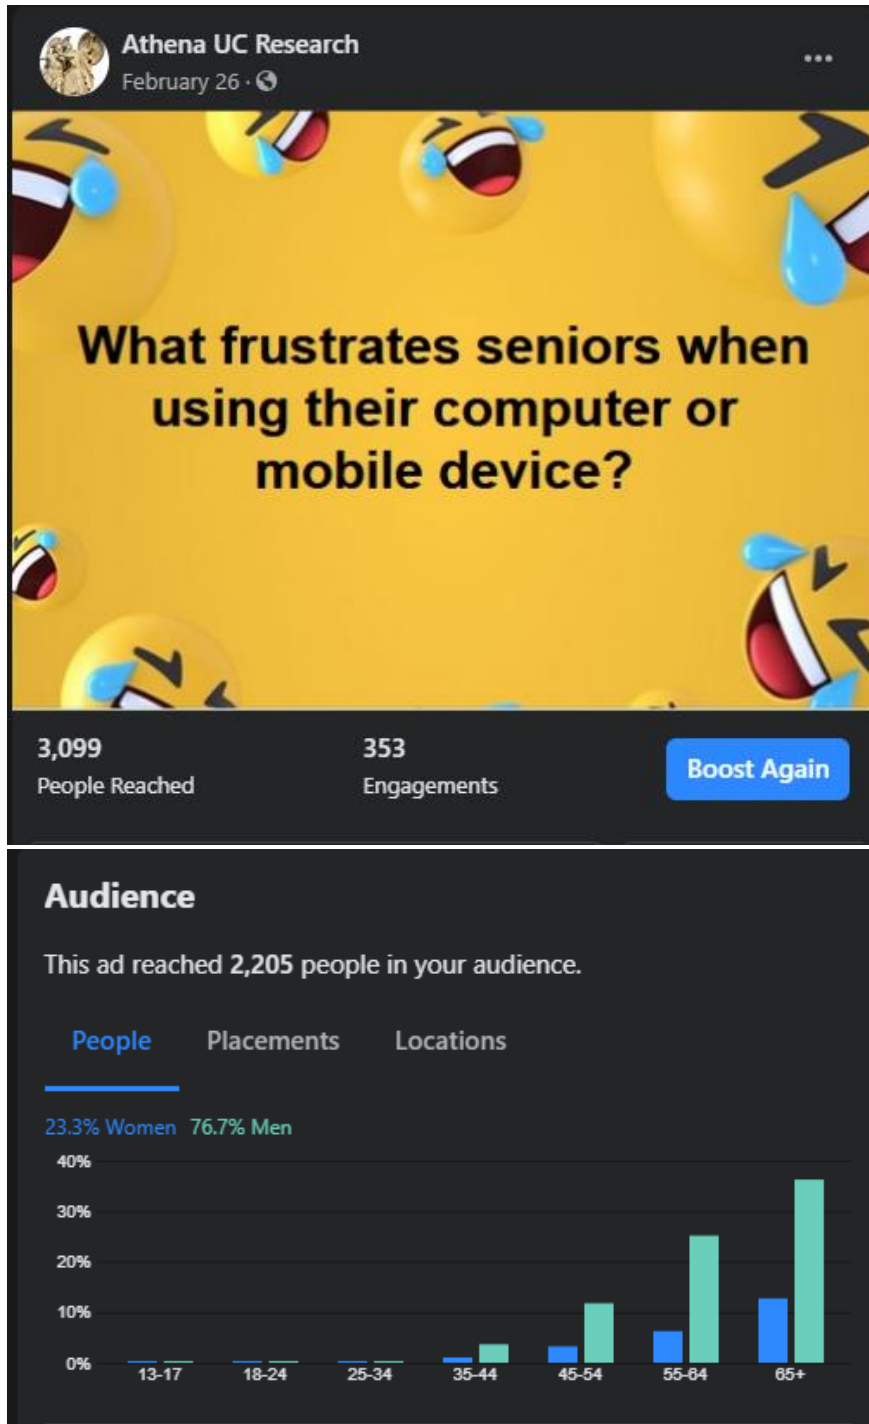 Athena UC Research
February 26 ·
What frustrates seniors when
using their computer or
mobile device?
3,099
People Reached
353
Engagements
Boost Again
Audience
This ad reached 2,205 people in your audience.
People Placements Locations
23.3% Women 76.7% Men
40%
30%
20%
10%
0%
13-17 18-24 25-34 35-44 45-54 55-64 65+